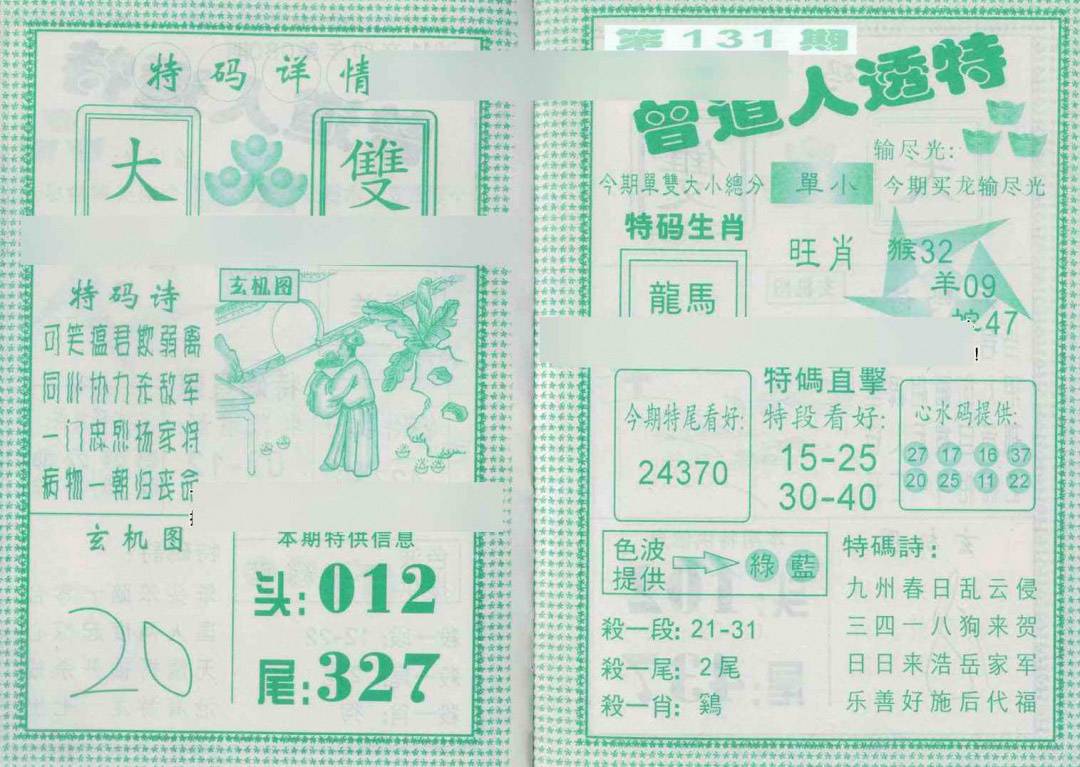 特码详情
大
雙
特码诗
可笑瘟君欺弱禽
同州协力杀敌军
一门忠烈扬家将
病物一朝归丧命
玄机图
玄机图
20
本期特供信息
头:012
尾:327
第131期
曾道人透特
输尽光:
今期單雙大小總分
單小
今期买龙输尽光
特码生肖
龍馬
旺肖
猴32
羊09
蛇47
!
特碼直擊
今期特尾看好:
24370
特段看好:
15-25
30-40
心水码提供:
27 17 16 37
20 25 11 22
色波
提供
綠 藍
殺一段: 21-31
殺一尾: 2尾
殺一肖: 鷄
特碼詩:
九州春日乱云侵
三四一八狗来贺
日日来浩岳家军
乐善好施后代福